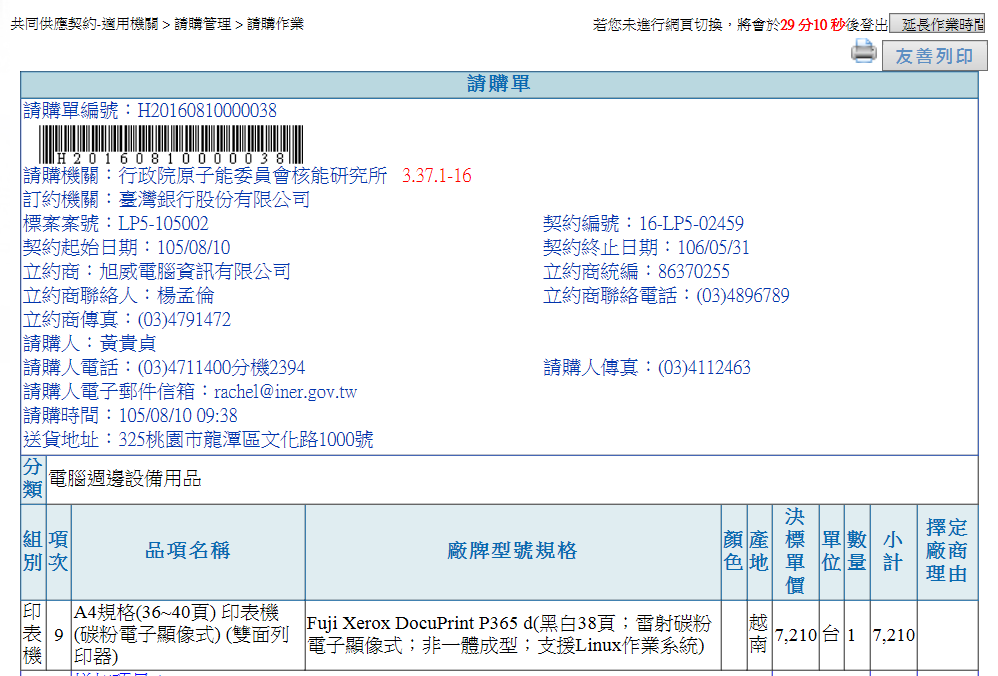 共同供應契約-適用機關 > 請購管理 > 請購作業
若您未進行網頁切換，將會於29 分10 秒後登出 延長作業時間
友善列印
請購單
請購單編號：H20160810000038
H20160810000038
請購機關：行政院原子能委員會核能研究所 3.37.1-16
訂約機關：臺灣銀行股份有限公司
標案案號：LP5-105002 契約編號：16-LP5-02459
契約起始日期：105/08/10 契約終止日期：106/05/31
立約商：旭威電腦資訊有限公司 立約商統編：86370255
立約商聯絡人：楊孟倫 立約商聯絡電話：(03)4896789
立約商傳真：(03)4791472
請購人：黃貴貞
請購人電話：(03)4711400分機2394 請購人傳真：(03)4112463
請購人電子郵件信箱：rachel@iner.gov.tw
請購時間：105/08/10 09:38
送貨地址：325桃園市龍潭區文化路1000號
分類 電腦週邊設備用品
組別 項次 品項名稱 廠牌型號規格 顏色 產地 決標單價 單位 數量 小計 擇定廠商理由
印表機 9 A4規格(36~40頁) 印表機
(碳粉電子顯像式) (雙面列
印器)
Fuji Xerox DocuPrint P365 d(黑白38頁；雷射碳粉
電子顯像式；非一體成型；支援Linux作業系統)
越南 7,210 台 1 7,210